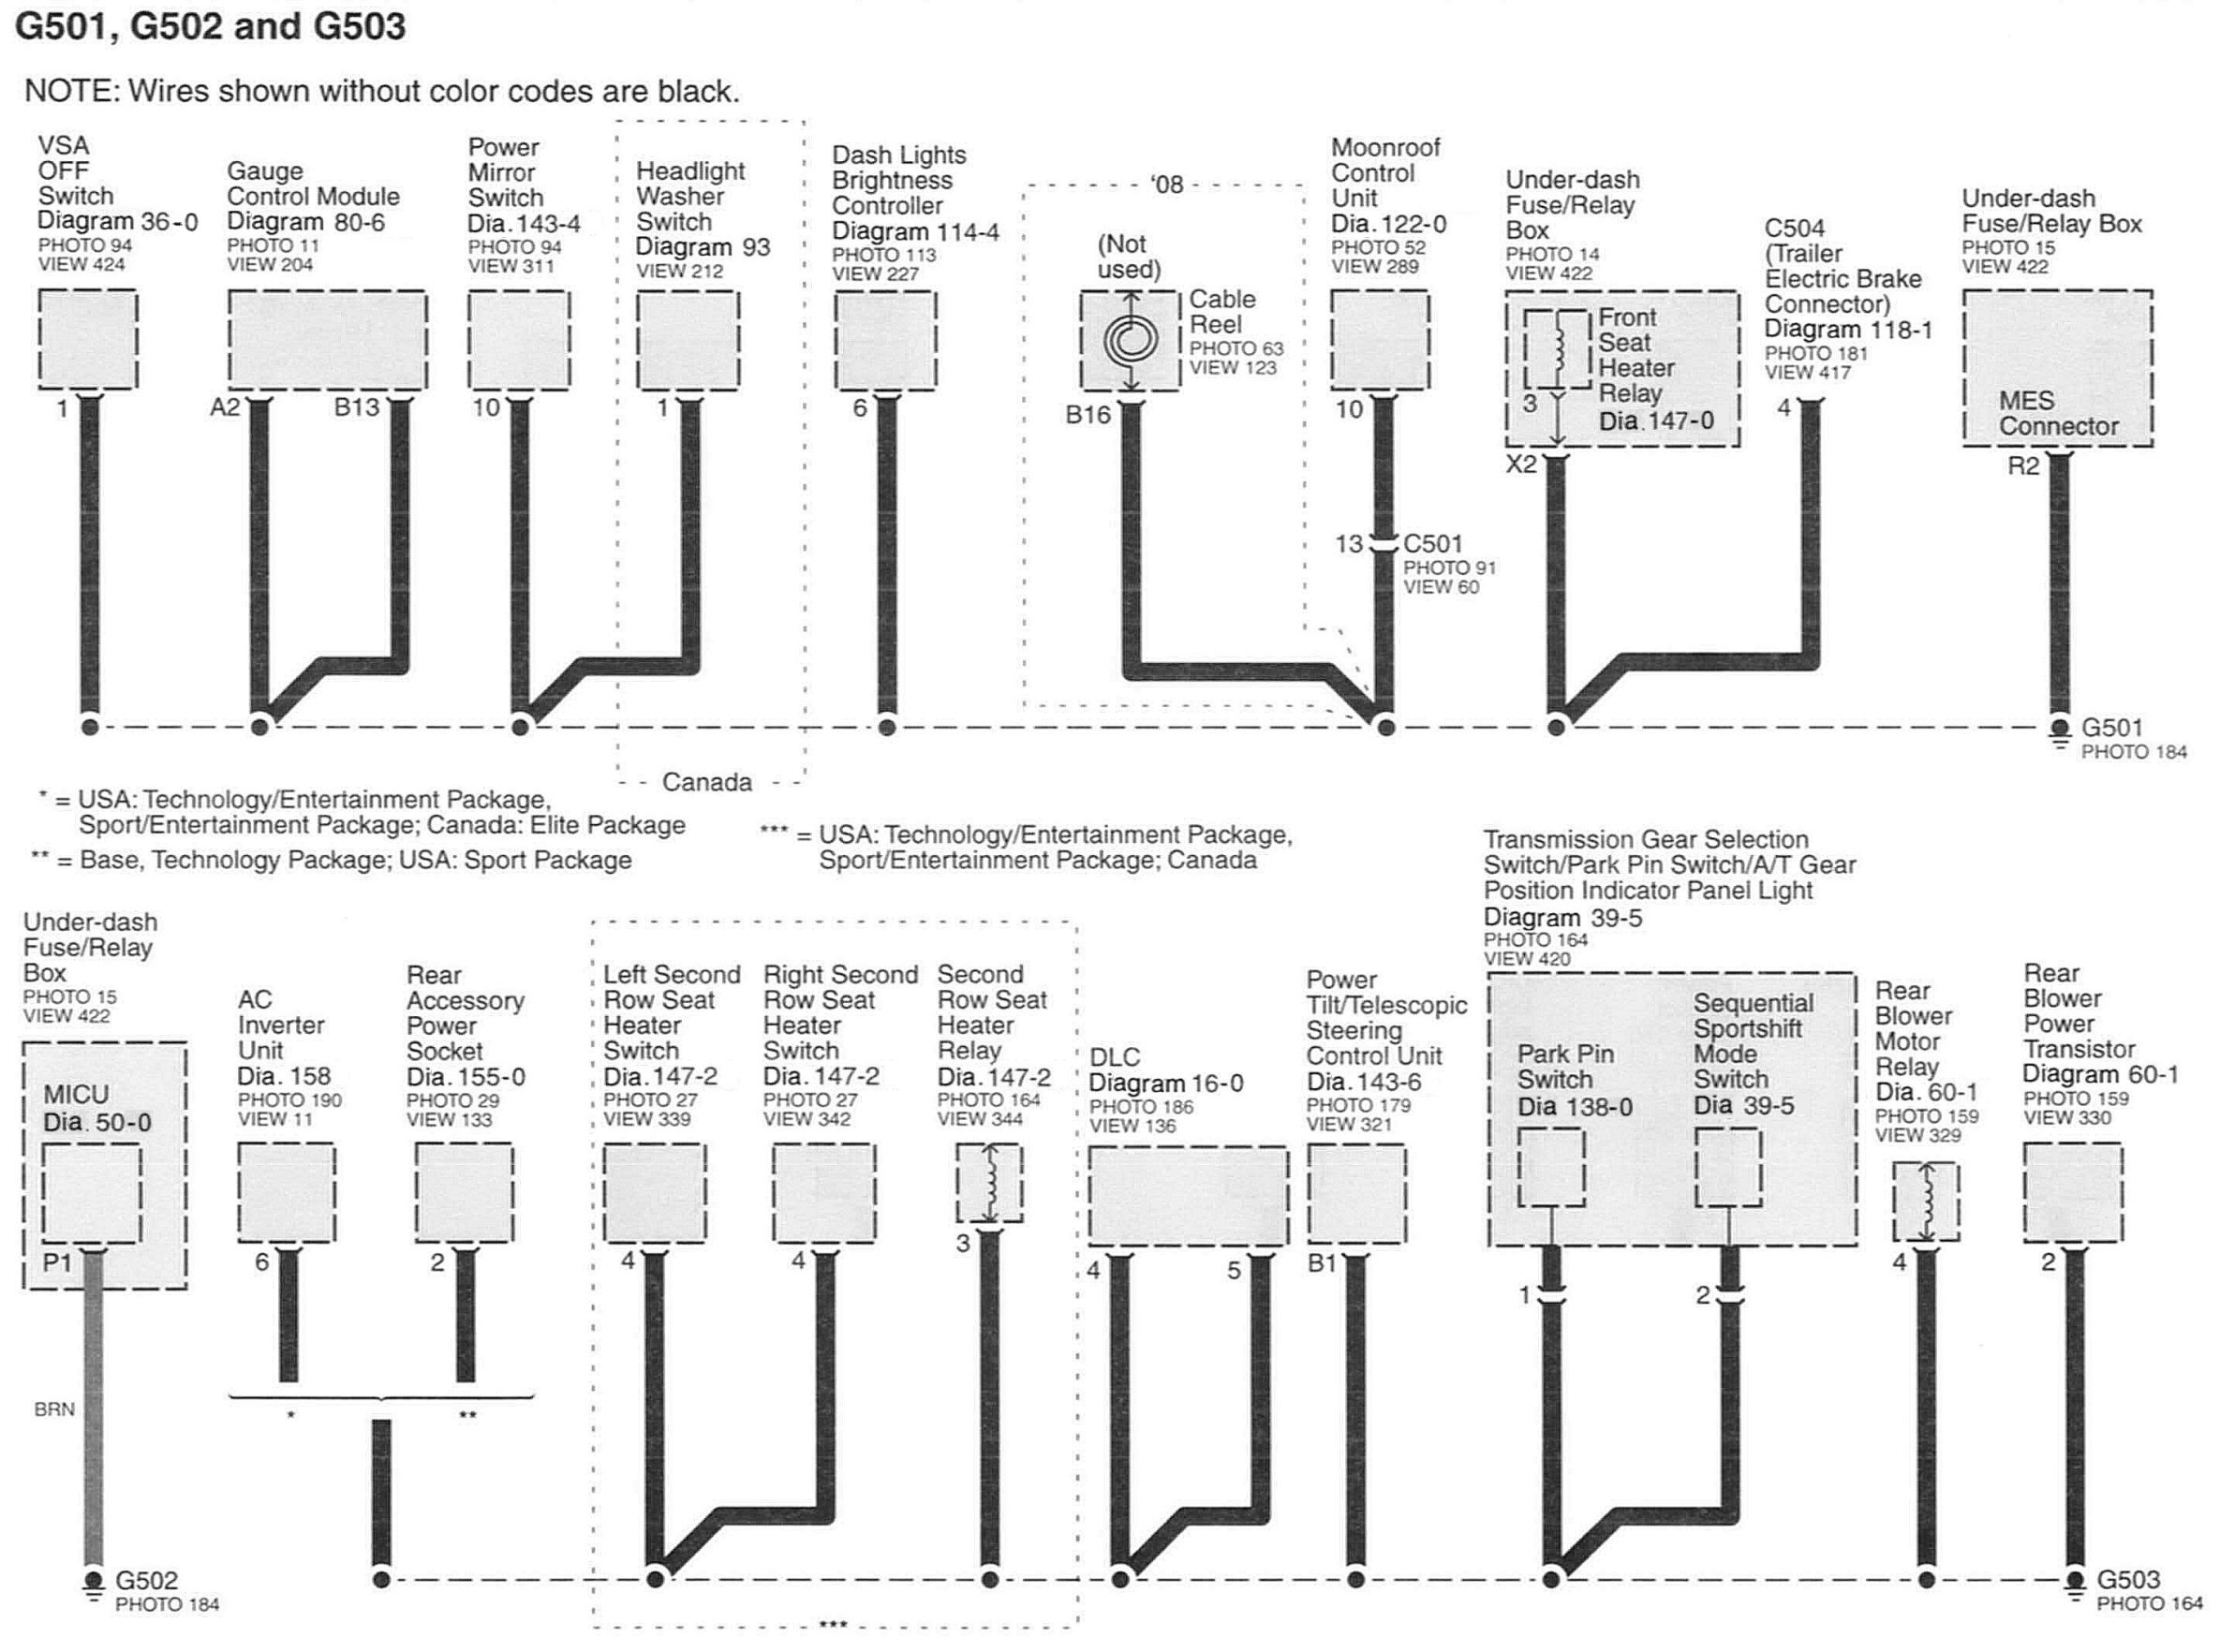 G501, G502 and G503
NOTE: Wires shown without color codes are black.
VSA
OFF
Switch
Diagram 36-0
PHOTO 94
VIEW 424
1
Gauge
Control Module
Diagram 80-6
PHOTO 11
VIEW 204
A2
B13
Power
Mirror
Switch
Dia.143-4
PHOTO 94
VIEW 311
10
Headlight
Washer
Switch
Diagram 93
VIEW 212
1
Canada
Dash Lights
Brightness
Controller
Diagram 114-4
PHOTO 113
VIEW 227
6
'08
(Not
used)
Cable
Reel
PHOTO 63
VIEW 123
B16
Moonroof
Control
Unit
Dia.122-0
PHOTO 52
VIEW 289
10
13
C501
PHOTO 91
VIEW 60
Under-dash
Fuse/Relay
Box
PHOTO 14
VIEW 422
Front
Seat
Heater
Relay
Dia.147-0
3
X2
C504
(Trailer
Electric Brake
Connector)
Diagram 118-1
PHOTO 181
VIEW 417
4
Under-dash
Fuse/Relay Box
PHOTO 15
VIEW 422
MES
Connector
R2
G501
PHOTO 184
* = USA: Technology/Entertainment Package,
Sport/Entertainment Package; Canada: Elite Package
** = Base, Technology Package; USA: Sport Package
*** = USA: Technology/Entertainment Package,
Sport/Entertainment Package; Canada
Under-dash
Fuse/Relay
Box
PHOTO 15
VIEW 422
MICU
Dia. 50-0
P1
BRN
G502
PHOTO 184
AC
Inverter
Unit
Dia. 158
PHOTO 190
VIEW 11
6
*
Rear
Accessory
Power
Socket
Dia.155-0
PHOTO 29
VIEW 133
2
**
Left Second
Row Seat
Heater
Switch
Dia.147-2
PHOTO 27
VIEW 339
4
Right Second
Row Seat
Heater
Switch
Dia.147-2
PHOTO 27
VIEW 342
4
Second
Row Seat
Heater
Relay
Dia.147-2
PHOTO 164
VIEW 344
3
***
DLC
Diagram 16-0
PHOTO 186
VIEW 136
4
5
Power
Tilt/Telescopic
Steering
Control Unit
Dia.143-6
PHOTO 179
VIEW 321
B1
Transmission Gear Selection
Switch/Park Pin Switch/A/T Gear
Position Indicator Panel Light
Diagram 39-5
PHOTO 164
VIEW 420
Park Pin
Switch
Dia 138-0
1
Sequential
Sportshift
Mode
Switch
Dia 39-5
2
Rear
Blower
Motor
Relay
Dia. 60-1
PHOTO 159
VIEW 329
4
Rear
Blower
Power
Transistor
Diagram 60-1
PHOTO 159
VIEW 330
2
G503
PHOTO 164